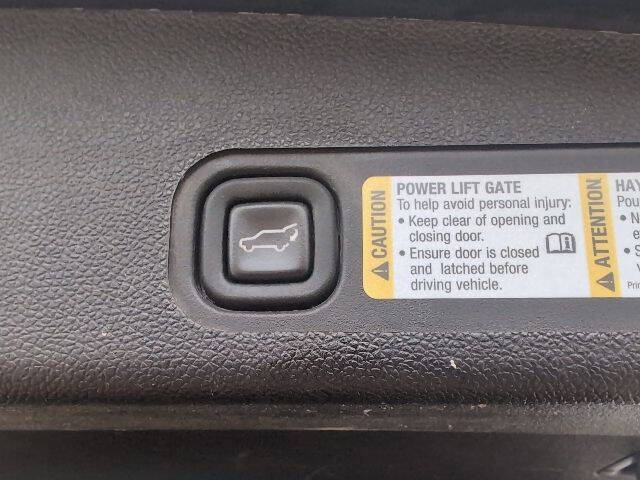 CAUTION
POWER LIFT GATE
To help avoid personal injury:
• Keep clear of opening and
closing door.
• Ensure door is closed
and latched before
driving vehicle.
ATTENTION
HAY
Pou
• N
• S
Prin